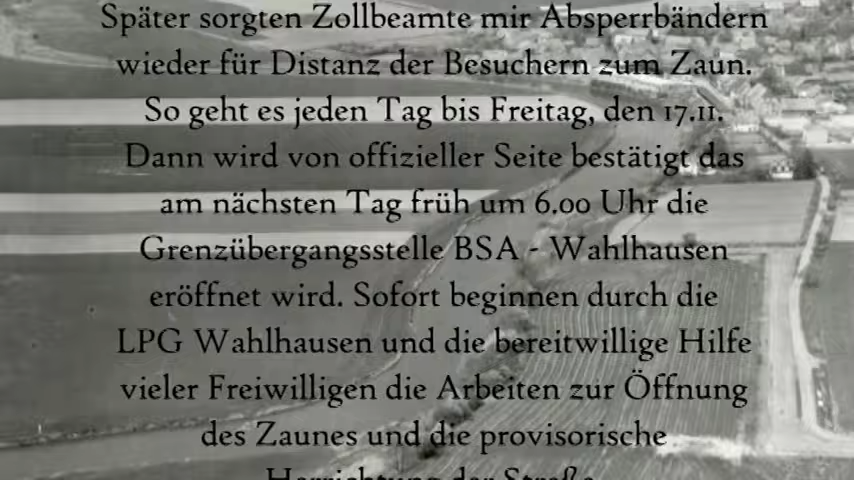 Später sorgten Zollbeamte mir Absperrbändern
wieder für Distanz der Besuchern zum Zaun.
So geht es jeden Tag bis Freitag, den 17.11.
Dann wird von offizieller Seite bestätigt das
am nächsten Tag früh um 6.00 Uhr die
Grenzübergangsstelle BSA - Wahlhausen
eröffnet wird. Sofort beginnen durch die
LPG Wahlhausen und die bereitwillige Hilfe
vieler Freiwilligen die Arbeiten zur Öffnung
des Zaunes und die provisorische
Herrichtung der Straße